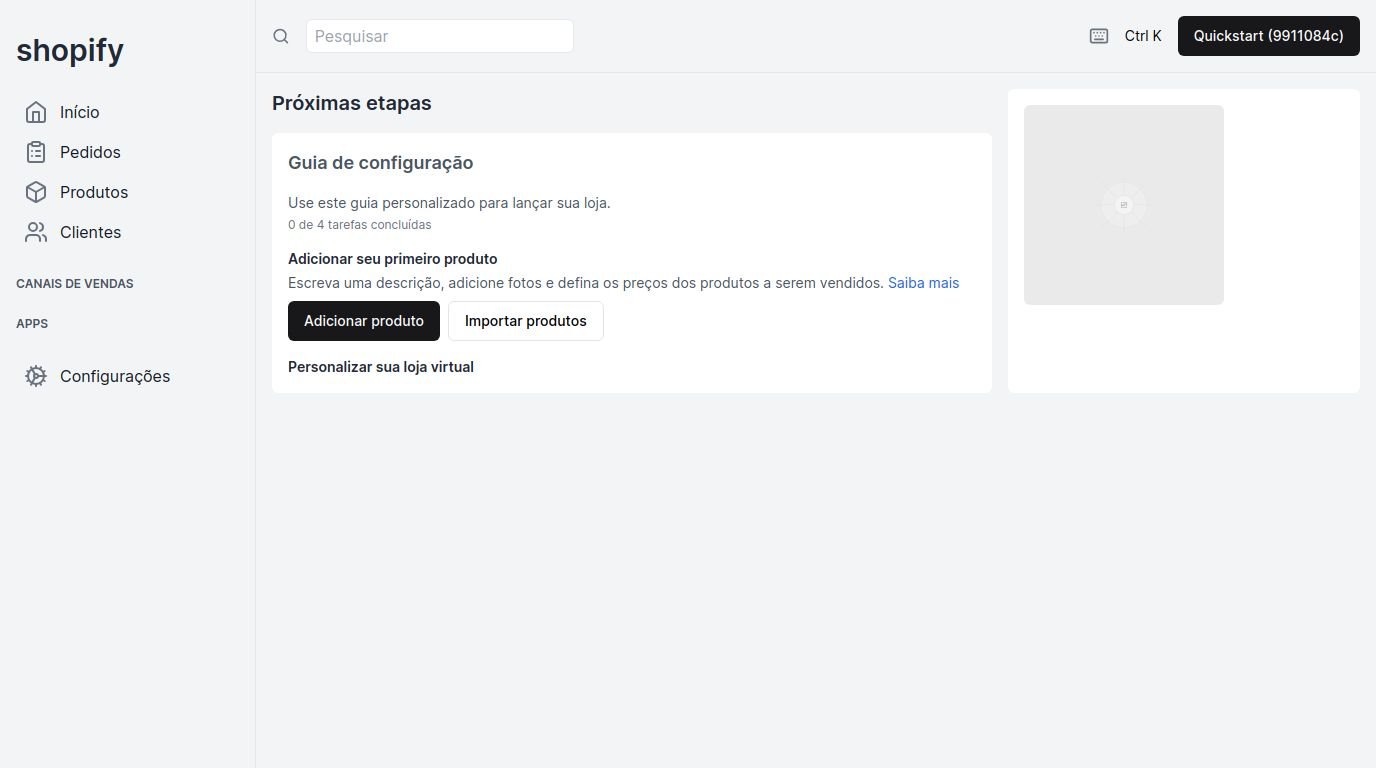 shopify
Início
Pedidos
Produtos
Clientes
CANAIS DE VENDAS
APPS
Configurações
Pesquisar
Ctrl K
Quickstart (9911084c)
Próximas etapas
Guia de configuração
Use este guia personalizado para lançar sua loja.
0 de 4 tarefas concluídas
Adicionar seu primeiro produto
Escreva uma descrição, adicione fotos e defina os preços dos produtos a serem vendidos. Saiba mais
Adicionar produto
Importar produtos
Personalizar sua loja virtual